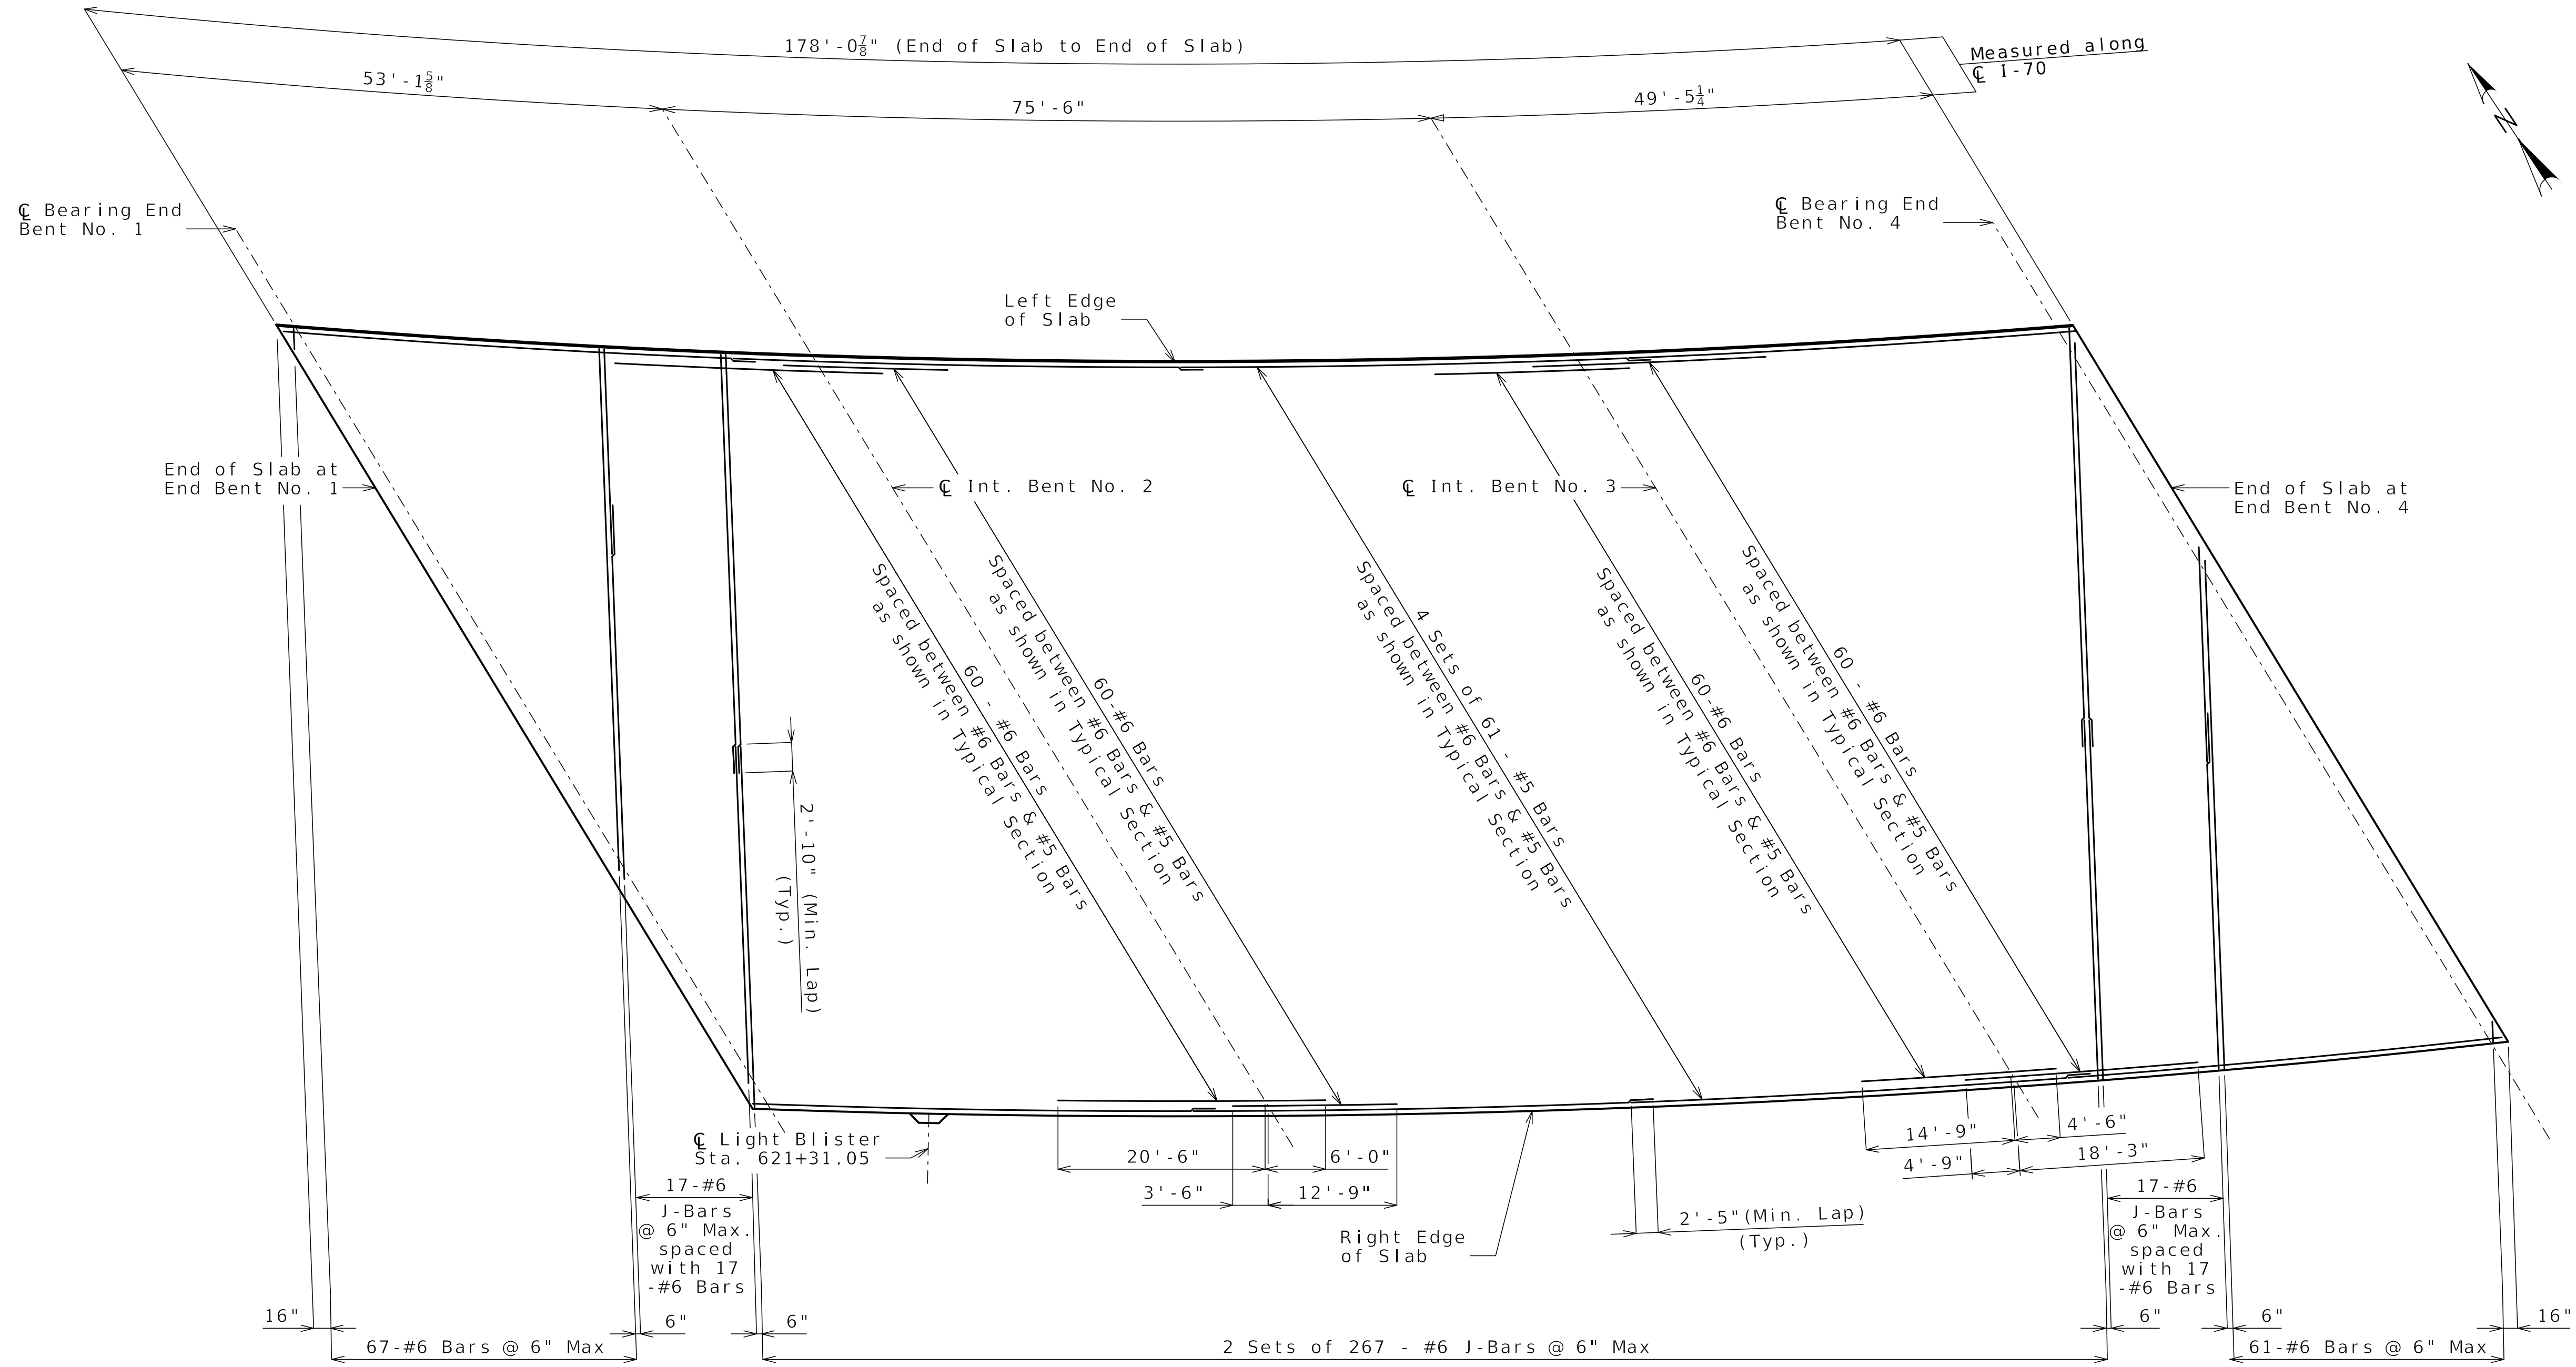 178'-0⅞" (End of Slab to End of Slab)
Measured along
℄ I-70
53'-1⅝"
75'-6"
49'-5¼"
N
℄ Bearing End
Bent No. 1
℄ Bearing End
Bent No. 4
Left Edge
of Slab
End of Slab at
End Bent No. 1
℄ Int. Bent No. 2
℄ Int. Bent No. 3
End of Slab at
End Bent No. 4
60 - #6 Bars
Spaced between #6 Bars & #5 Bars
as shown in Typical Section
60-#6 Bars
Spaced between #6 Bars & #5 Bars
as shown in Typical Section
4 Sets of 61 - #5 Bars
Spaced between #6 Bars & #5 Bars
as shown in Typical Section
60-#6 Bars
Spaced between #6 Bars & #5 Bars
as shown in Typical Section
60 - #6 Bars
Spaced between #6 Bars & #5 Bars
as shown in Typical Section
2'-10" (Min. Lap)
(Typ.)
℄ Light Blister
Sta. 621+31.05
20'-6"
6'-0"
3'-6"
12'-9"
14'-9"
4'-6"
4'-9"
18'-3"
2'-5"(Min. Lap)
(Typ.)
Right Edge
of Slab
17-#6
J-Bars
@ 6" Max.
spaced
with 17
-#6 Bars
17-#6
J-Bars
@ 6" Max.
spaced
with 17
-#6 Bars
16"
6"
6"
6"
6"
16"
67-#6 Bars @ 6" Max
2 Sets of 267 - #6 J-Bars @ 6" Max
61-#6 Bars @ 6" Max